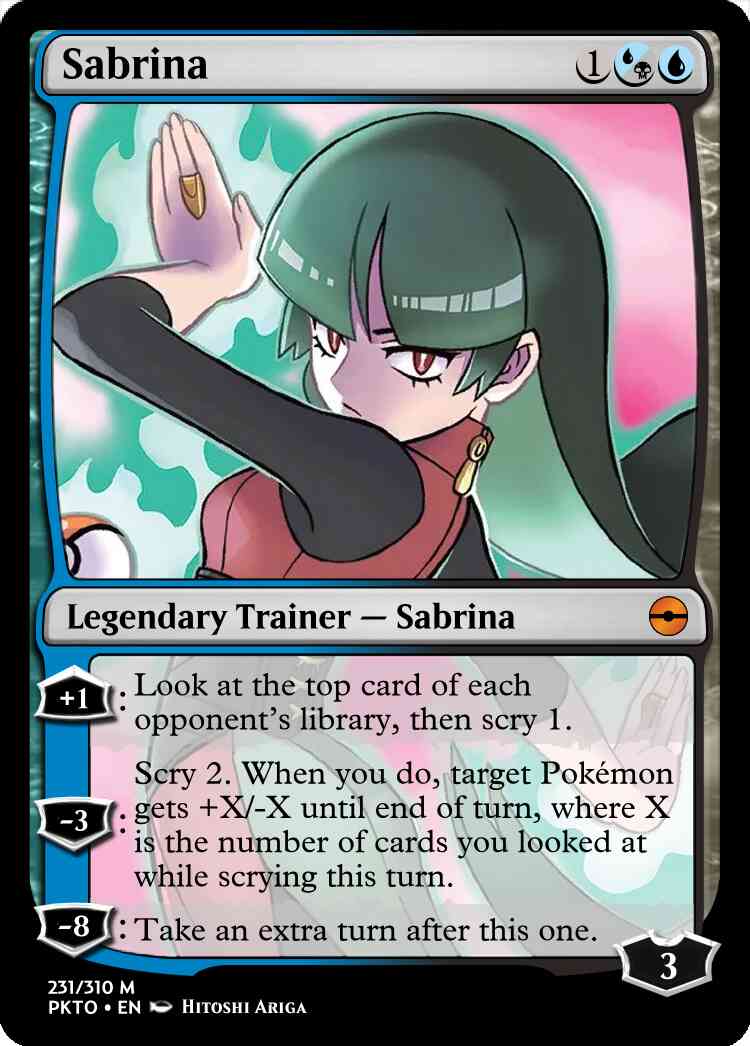 Sabrina 1
Legendary Trainer — Sabrina
+1: Look at the top card of each
opponent's library, then scry 1.
Scry 2. When you do, target Pokémon
−3: gets +X/-X until end of turn, where X
is the number of cards you looked at
while scrying this turn.
−8: Take an extra turn after this one.
3
231/310 M
PKTO • EN Hitoshi Ariga